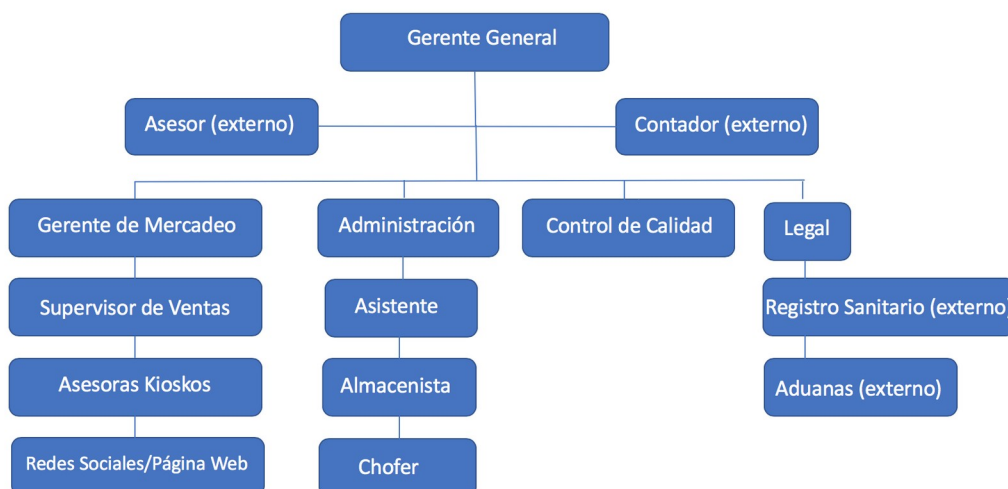 Gerente General
Asesor (externo)
Contador (externo)
Gerente de Mercadeo
Administración
Control de Calidad
Legal
Supervisor de Ventas
Asistente
Registro Sanitario (externo)
Asesoras Kioskos
Almacenista
Aduanas (externo)
Redes Sociales/Página Web
Chofer